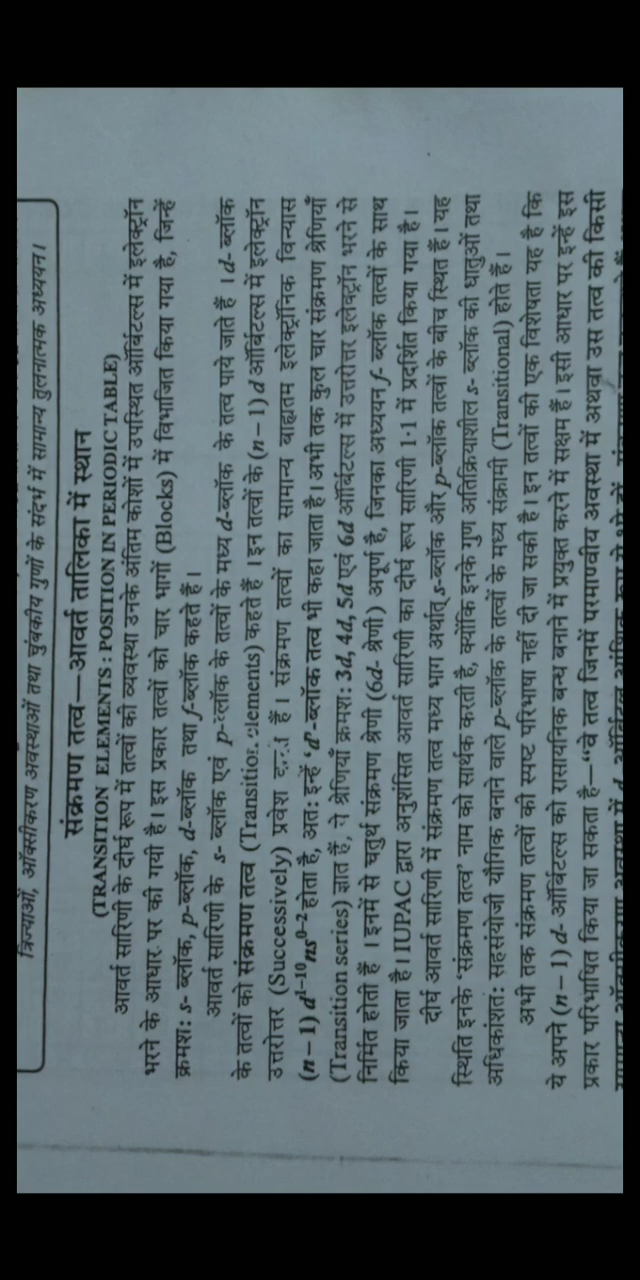 त्रिज्याओं, ऑक्सीकरण अवस्थाओं तथा चुंबकीय गुणों के संदर्भ में सामान्य तुलनात्मक अध्ययन।
संक्रमण तत्व—आवर्त तालिका में स्थान
(TRANSITION ELEMENTS : POSITION IN PERIODIC TABLE)
आवर्त सारिणी के दीर्घ रूप में तत्वों की व्यवस्था उनके अंतिम कोशों में उपस्थित ऑर्बिटल्स में इलेक्ट्रॉन
भरने के आधार पर की गयी है। इस प्रकार तत्वों को चार भागों (Blocks) में विभाजित किया गया है, जिन्हें
क्रमशः s- ब्लॉक, p-ब्लॉक, d-ब्लॉक तथा f-ब्लॉक कहते हैं।
आवर्त सारिणी के s- ब्लॉक एवं p-ब्लॉक के तत्वों के मध्य d-ब्लॉक के तत्व पाये जाते हैं । d- ब्लॉक
के तत्वों को संक्रमण तत्व (Transition elements) कहते हैं । इन तत्वों के (n − 1) d ऑर्बिटल्स में इलेक्ट्रॉन
उत्तरोत्तर (Successively) प्रवेश हैं । संक्रमण तत्वों का सामान्य बाह्यतम इलेक्ट्रॉनिक विन्यास
(n − 1) d¹⁻¹⁰ ns⁰⁻² होता है, अतः इन्हें ‘d’-ब्लॉक तत्व भी कहा जाता है। अभी तक कुल चार संक्रमण श्रेणियाँ
(Transition series) ज्ञात हैं, ये श्रेणियाँ क्रमशः 3d, 4d, 5d एवं 6d ऑर्बिटल्स में उत्तरोत्तर इलेक्ट्रॉन भरने से
निर्मित होती हैं । इनमें से चतुर्थ संक्रमण श्रेणी (6d- श्रेणी) अपूर्ण है, जिनका अध्ययन f- ब्लॉक तत्वों के साथ
किया जाता है। IUPAC द्वारा अनुशंसित आवर्त सारिणी का दीर्घ रूप सारिणी 1·1 में प्रदर्शित किया गया है।
दीर्घ आवर्त सारिणी में संक्रमण तत्व मध्य भाग अर्थात् s-ब्लॉक और p-ब्लॉक तत्वों के बीच स्थित हैं। यह
स्थिति इनके ‘संक्रमण तत्व’ नाम को सार्थक करती है, क्योंकि इनके गुण अतिक्रियाशील s- ब्लॉक की धातुओं तथा
अधिकांशतः सहसंयोजी यौगिक बनाने वाले p-ब्लॉक के तत्वों के मध्य संक्रामी (Transitional) होते हैं।
अभी तक संक्रमण तत्वों की स्पष्ट परिभाषा नहीं दी जा सकी है। इन तत्वों की एक विशेषता यह है कि
ये अपने (n − 1) d- ऑर्बिटल्स को रासायनिक बन्ध बनाने में प्रयुक्त करने में सक्षम हैं। इसी आधार पर इन्हें इस
प्रकार परिभाषित किया जा सकता है—“वे तत्व जिनमें परमाण्वीय अवस्था में अथवा उस तत्व की किसी